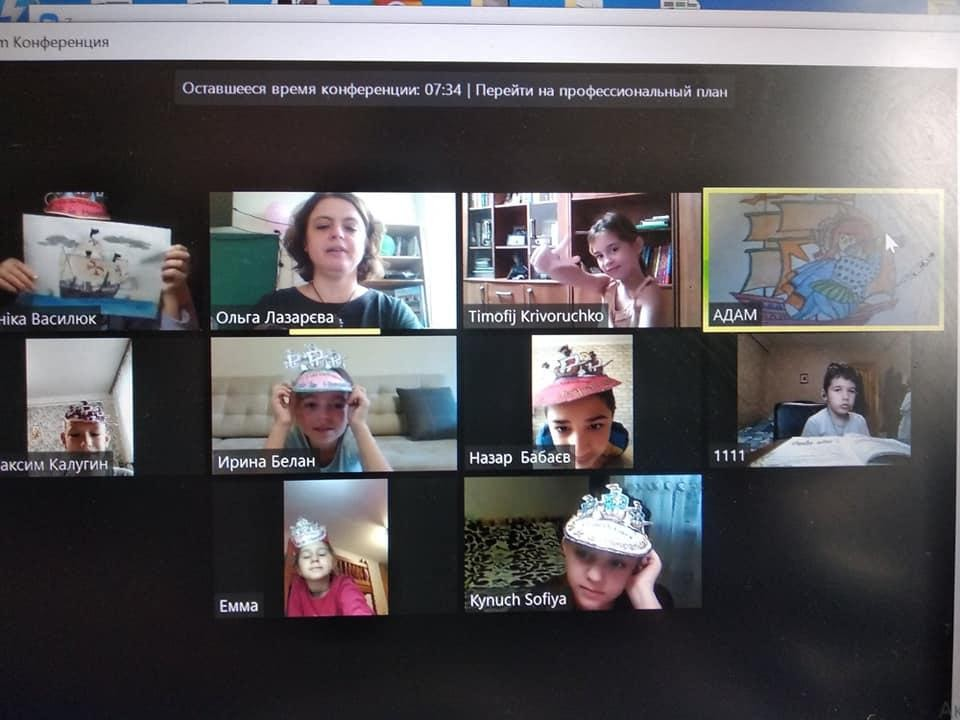 m Конференция
Оставшееся время конференции: 07:34 | Перейти на профессиональный план
ніка Василюк
Ольга Лазарєва
Timofij Krivoruchko
АДАМ
аксим Калугин
Ирина Белан
Назар Бабаєв
1111
Емма
Kynuch Sofiya